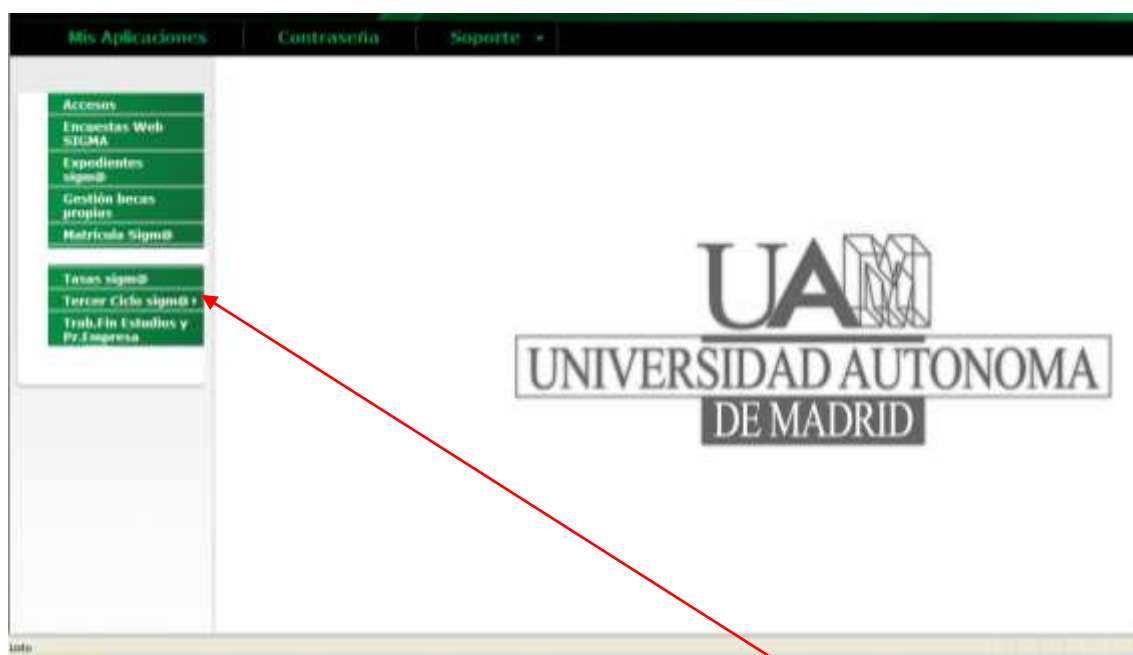 Mis Aplicaciones
Contraseña
Soporte
Accesos
Encuestas Web
SIGMA
Expedientes
sigm@
Gestión becas
propias
Matrícula Sigm@
Tasas sigm@
Tercer Ciclo sigm@
Trab.Fin Estudios y
Pr.Empresa
UAM
UNIVERSIDAD AUTONOMA
DE MADRID
Listo